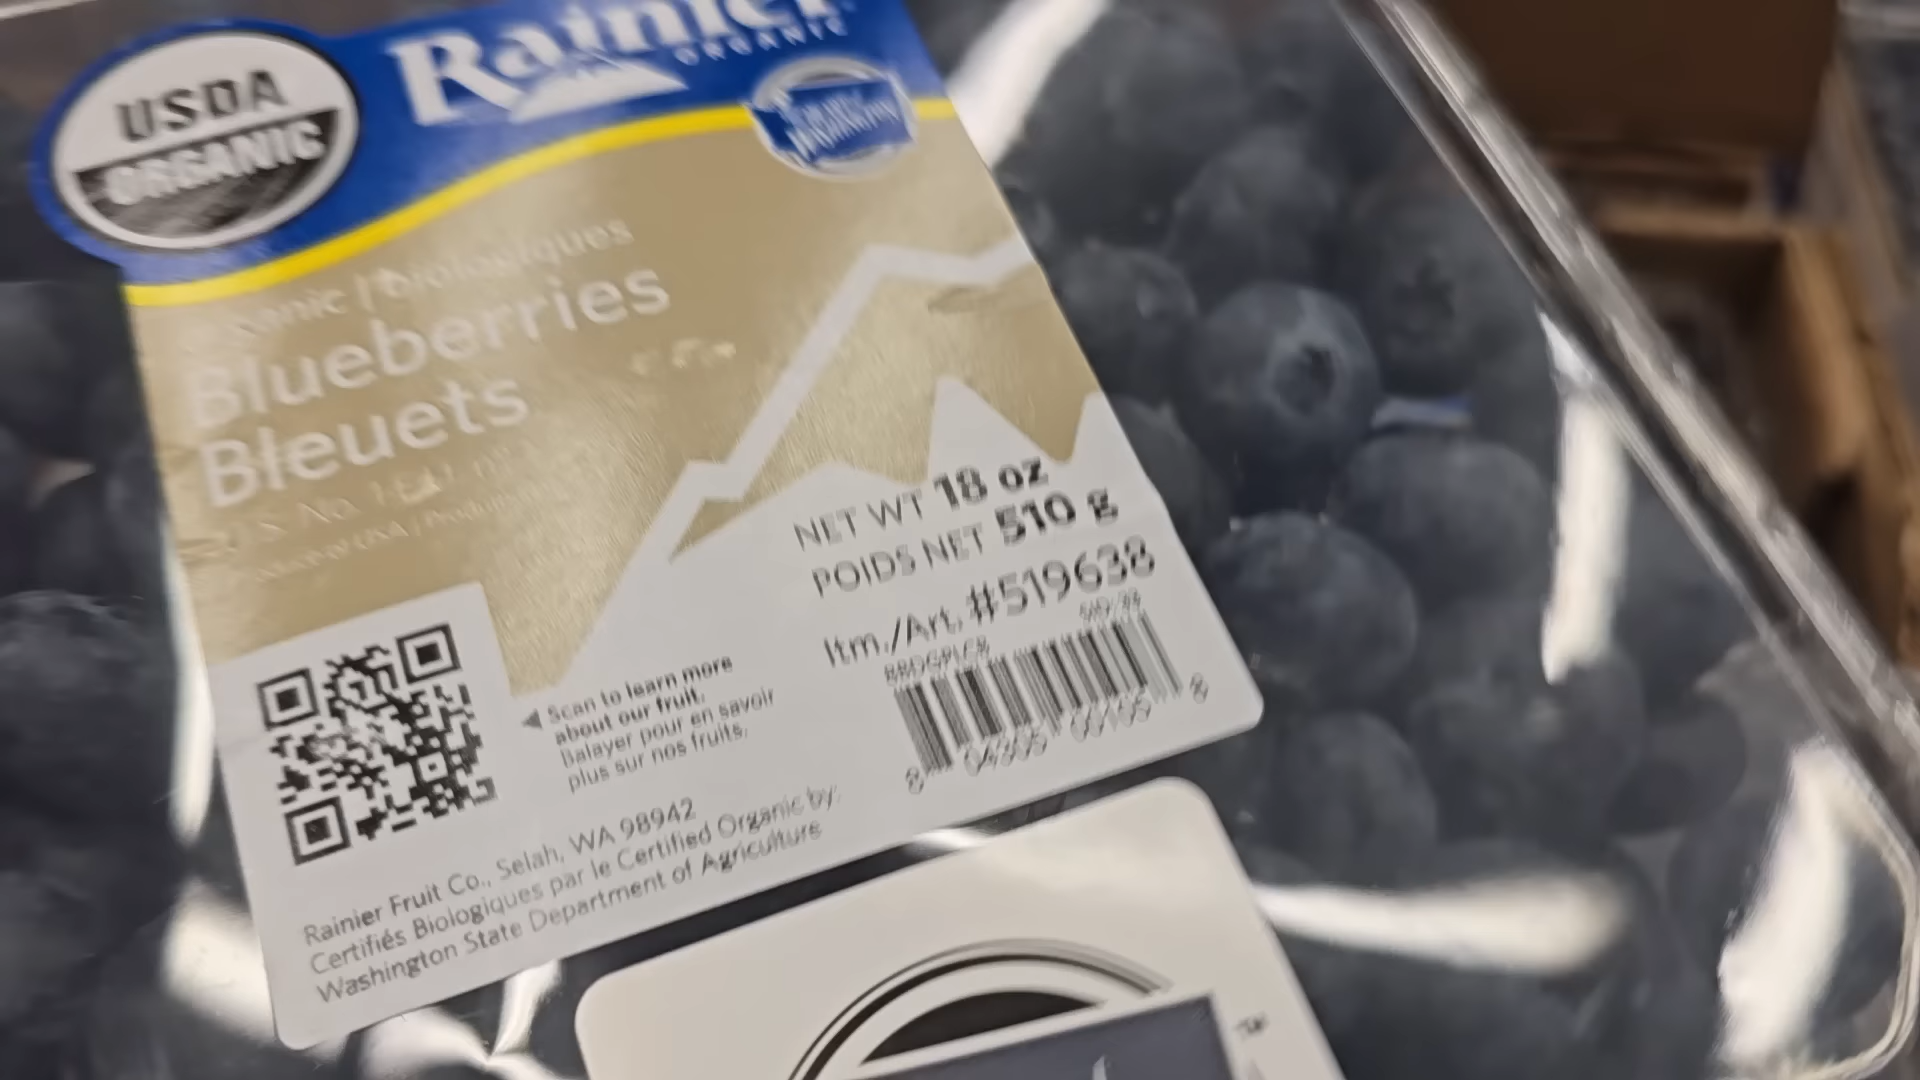 USDA
ORGANIC
Rainier
ORGANIC
Blueberries
Bleuets
U.S. No. 1
NET WT 18 oz
POIDS NET 510 g
Itm./Art. #519638
Scan to learn more
about our fruit.
Balayer pour en savoir
plus sur nos fruits.
Rainier Fruit Co., Selah, WA 98942
Certifiés Biologiques par le Certified Organic by:
Washington State Department of Agriculture